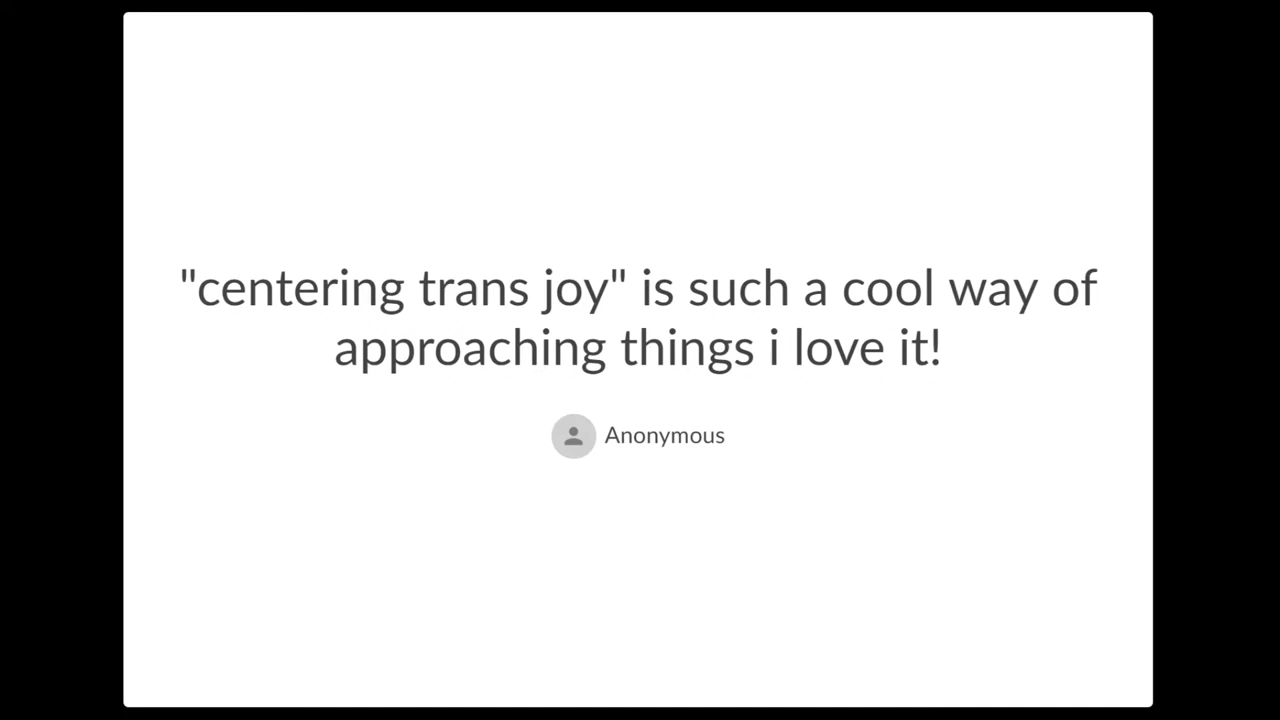 "centering trans joy" is such a cool way of
approaching things i love it!
Anonymous